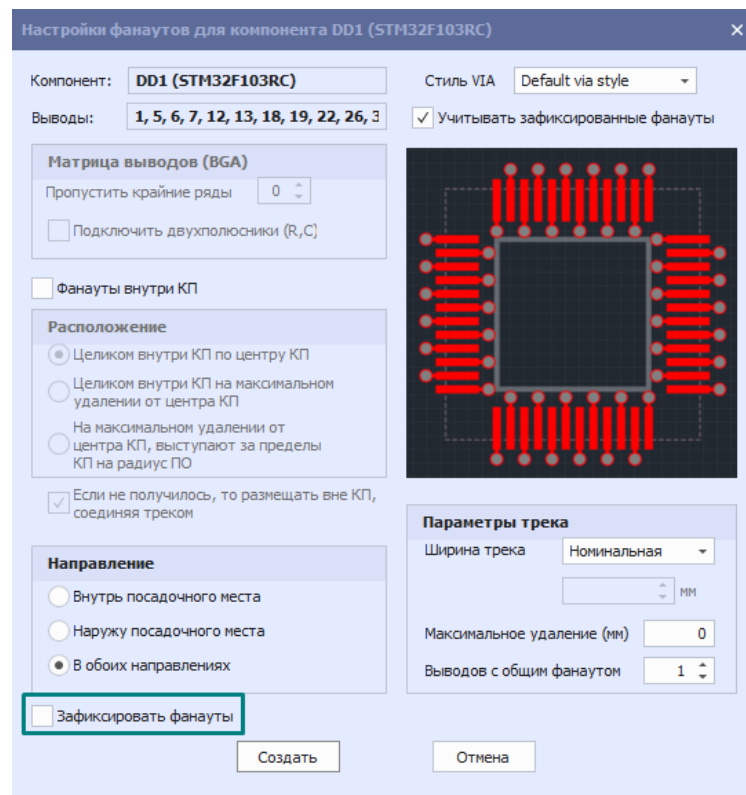 Настройки фанаутов для компонента DD1 (STM32F103RC)
Компонент: DD1 (STM32F103RC)
Выводы: 1, 5, 6, 7, 12, 13, 18, 19, 22, 26, 3
Стиль VIA Default via style
Учитывать зафиксированные фанауты
Матрица выводов (BGA)
Пропустить крайние ряды 0
Подключить двухполюсники (R,C)
Фанауты внутри КП
Расположение
Целиком внутри КП по центру КП
Целиком внутри КП на максимальном
удалении от центра КП
На максимальном удалении от
центра КП, выступают за пределы
КП на радиус ПО
Если не получилось, то размещать вне КП,
соединяя треком
Направление
Внутрь посадочного места
Наружу посадочного места
В обоих направлениях
Зафиксировать фанауты
Параметры трека
Ширина трека Номинальная
мм
Максимальное удаление (мм) 0
Выводов с общим фанаутом 1
Создать
Отмена